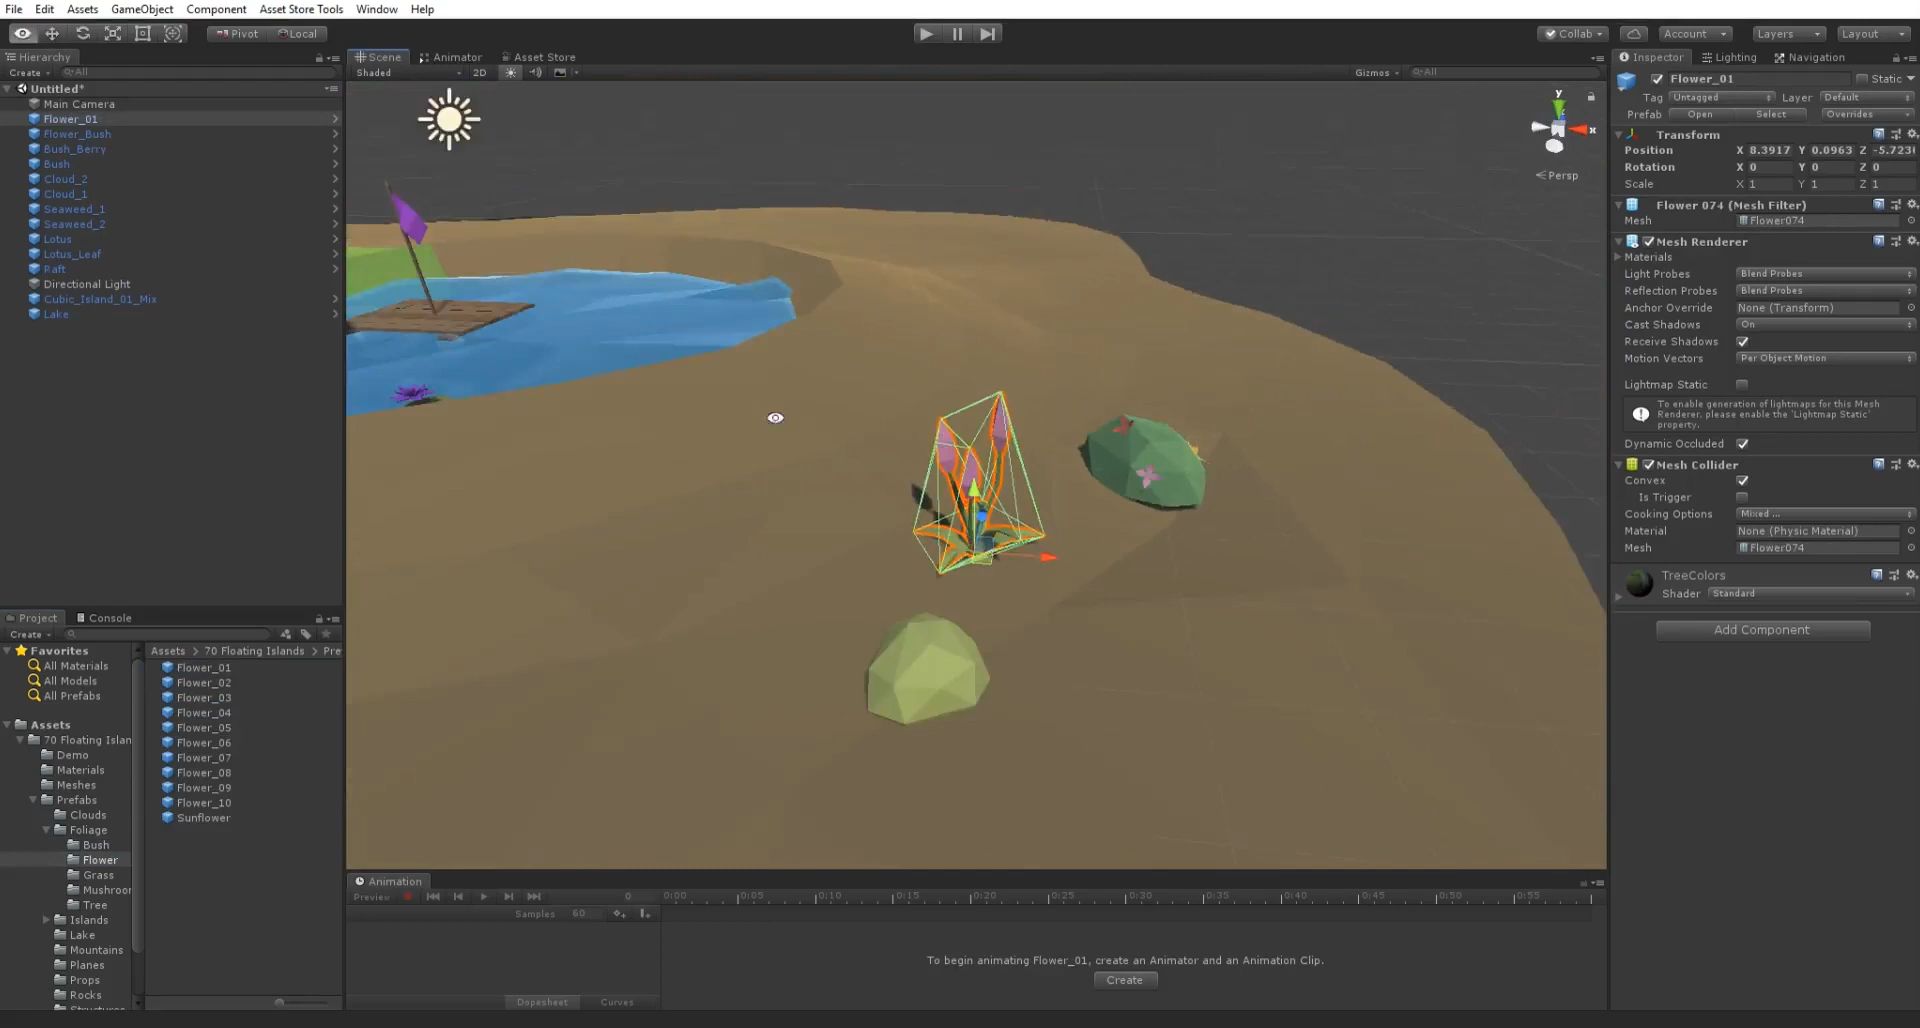 File Edit Assets GameObject Component Asset Store Tools Window Help
Pivot Local Collab Account Layers Layout
Hierarchy
Create All
Untitled*
Main Camera
Flower_01
Flower_Bush
Bush_Berry
Bush
Cloud_2
Cloud_1
Seaweed_1
Seaweed_2
Lotus
Lotus_Leaf
Raft
Directional Light
Cubic_Island_01_Mix
Lake
Scene Animator Asset Store
Shaded 2D Gizmos All
y
x
Persp
Inspector Lighting Navigation
Flower_01 Static
Tag Untagged Layer Default
Prefab Open Select Overrides
Transform
Position X 8.3917 Y 0.0963 Z -5.723
Rotation X 0 Y 0 Z 0
Scale X 1 Y 1 Z 1
Flower 074 (Mesh Filter)
Mesh Flower074
Mesh Renderer
Materials
Light Probes Blend Probes
Reflection Probes Blend Probes
Anchor Override None (Transform)
Cast Shadows On
Receive Shadows
Motion Vectors Per Object Motion
Lightmap Static
To enable generation of lightmaps for this Mesh
Renderer, please enable the 'Lightmap Static'
property.
Dynamic Occluded
Mesh Collider
Convex
Is Trigger
Cooking Options Mixed ...
Material None (Physic Material)
Mesh Flower074
TreeColors
Shader Standard
Add Component
Project Console
Create
Favorites
All Materials
All Models
All Prefabs
Assets
70 Floating Islan
Demo
Materials
Meshes
Prefabs
Clouds
Foliage
Bush
Flower
Grass
Mushroor
Tree
Islands
Lake
Mountains
Planes
Props
Rocks
Assets > 70 Floating Islands > Pre
Flower_01
Flower_02
Flower_03
Flower_04
Flower_05
Flower_06
Flower_07
Flower_08
Flower_09
Flower_10
Sunflower
Animation
Preview 0 0:00 0:05 0:10 0:15 0:20 0:25 0:30 0:35 0:40 0:45 0:50 0:55
Samples 60
To begin animating Flower_01, create an Animator and an Animation Clip.
Create
Dopesheet Curves